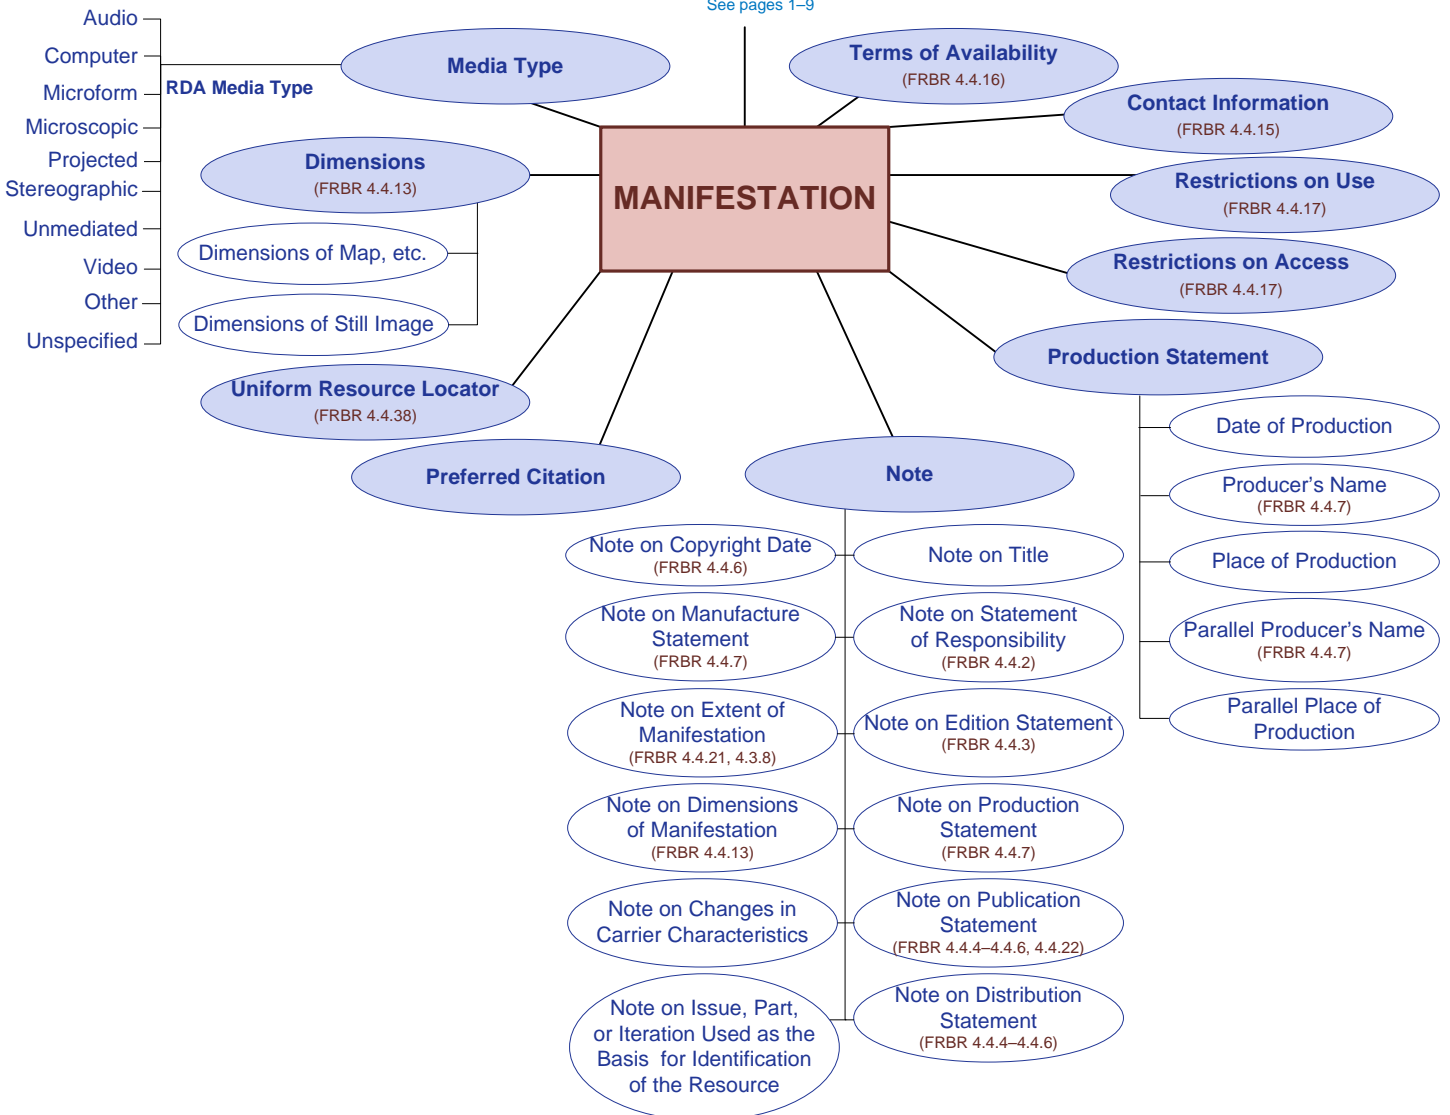 See pages 1–9
Audio
Computer
Microform
Microscopic
Projected
Stereographic
Unmediated
Video
Other
Unspecified
RDA Media Type
Media Type
Terms of Availability
(FRBR 4.4.16)
Contact Information
(FRBR 4.4.15)
Dimensions
(FRBR 4.4.13)
MANIFESTATION
Restrictions on Use
(FRBR 4.4.17)
Dimensions of Map, etc.
Restrictions on Access
(FRBR 4.4.17)
Dimensions of Still Image
Production Statement
Uniform Resource Locator
(FRBR 4.4.38)
Preferred Citation
Note
Date of Production
Producer’s Name
(FRBR 4.4.7)
Place of Production
Parallel Producer’s Name
(FRBR 4.4.7)
Parallel Place of
Production
Note on Copyright Date
(FRBR 4.4.6)
Note on Title
Note on Manufacture
Statement
(FRBR 4.4.7)
Note on Statement
of Responsibility
(FRBR 4.4.2)
Note on Extent of
Manifestation
(FRBR 4.4.21, 4.3.8)
Note on Edition Statement
(FRBR 4.4.3)
Note on Dimensions
of Manifestation
(FRBR 4.4.13)
Note on Production
Statement
(FRBR 4.4.7)
Note on Changes in
Carrier Characteristics
Note on Publication
Statement
(FRBR 4.4.4–4.4.6, 4.4.22)
Note on Issue, Part,
or Iteration Used as the
Basis for Identification
of the Resource
Note on Distribution
Statement
(FRBR 4.4.4–4.4.6)